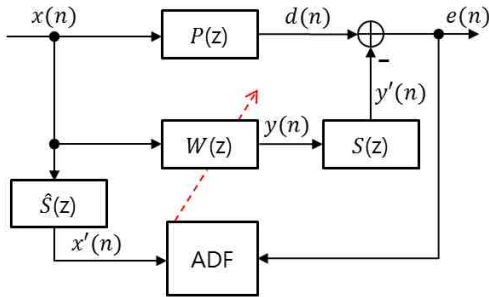 x(n)
P(z)
d(n)
e(n)
-
y′(n)
W(z)
y(n)
S(z)
Ŝ(z)
x′(n)
ADF